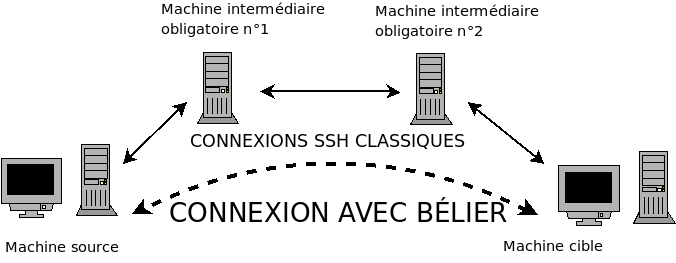 Machine intermédiaire
obligatoire n°1
Machine intermédiaire
obligatoire n°2
CONNEXIONS SSH CLASSIQUES
CONNEXION AVEC BÉLIER
Machine source
Machine cible